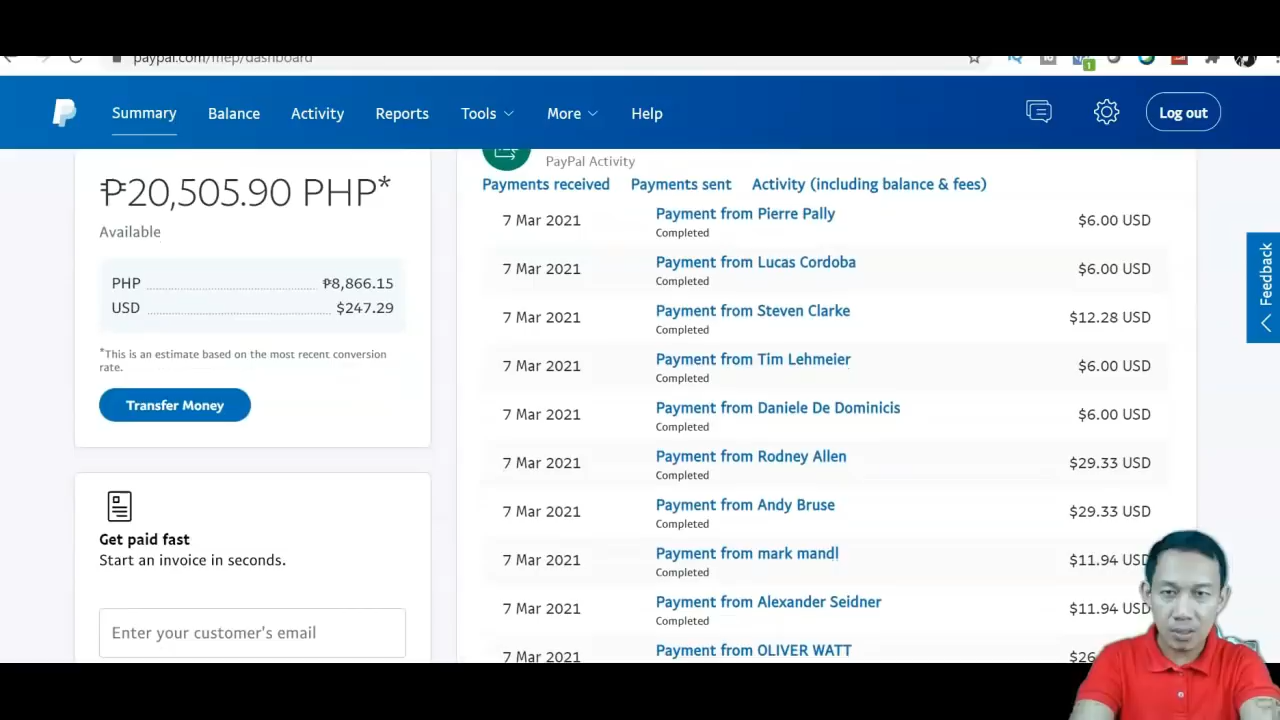 paypal.com/mep/dashboard
Summary
Balance
Activity
Reports
Tools
More
Help
Log out
₱20,505.90 PHP*
Available
PHP ₱8,866.15
USD $247.29
*This is an estimate based on the most recent conversion
rate.
Transfer Money
Get paid fast
Start an invoice in seconds.
Enter your customer's email
PayPal Activity
Payments received Payments sent Activity (including balance & fees)
7 Mar 2021 Payment from Pierre Pally $6.00 USD
Completed
7 Mar 2021 Payment from Lucas Cordoba $6.00 USD
Completed
7 Mar 2021 Payment from Steven Clarke $12.28 USD
Completed
7 Mar 2021 Payment from Tim Lehmeier $6.00 USD
Completed
7 Mar 2021 Payment from Daniele De Dominicis $6.00 USD
Completed
7 Mar 2021 Payment from Rodney Allen $29.33 USD
Completed
7 Mar 2021 Payment from Andy Bruse $29.33 USD
Completed
7 Mar 2021 Payment from mark mandl $11.94 USD
Completed
7 Mar 2021 Payment from Alexander Seidner $11.94 USD
Completed
7 Mar 2021 Payment from OLIVER WATT $26
Feedback
1